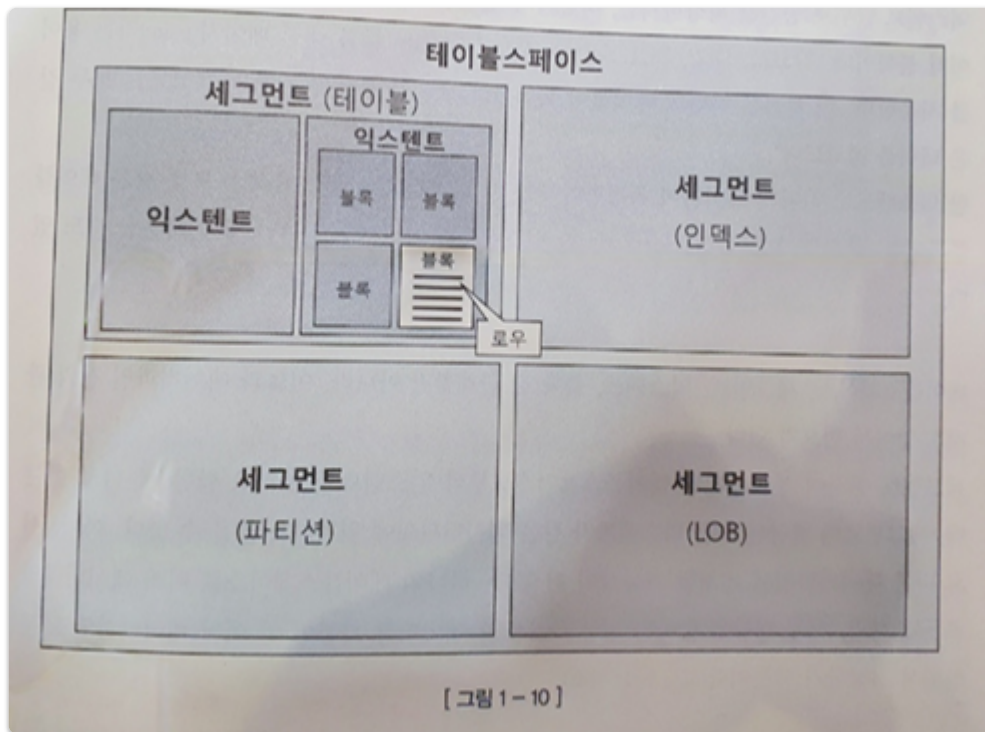 테이블스페이스
세그먼트 (테이블)
익스텐트
익스텐트
블록
블록
블록
블록
로우
세그먼트
(인덱스)
세그먼트
(파티션)
세그먼트
(LOB)
[ 그림 1 - 10 ]